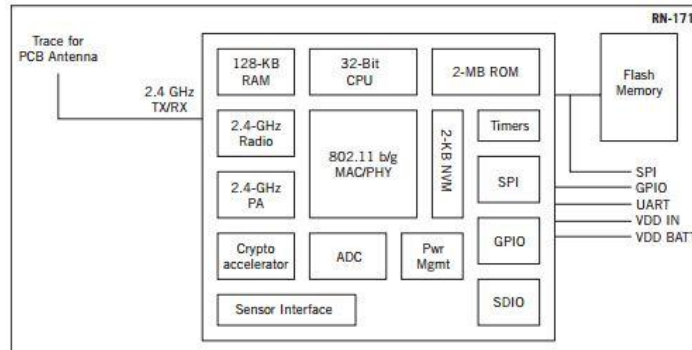 RN-171
Trace for
PCB Antenna
2.4 GHz
TX/RX
128-KB
RAM
32-Bit
CPU
2-MB ROM
Flash
Memory
2.4-GHz
Radio
802.11 b/g
MAC/PHY
2-KB NVM
Timers
2.4-GHz
PA
SPI
Crypto
accelerator
ADC
Pwr
Mgmt
GPIO
Sensor Interface
SDIO
SPI
GPIO
UART
VDD IN
VDD BATT